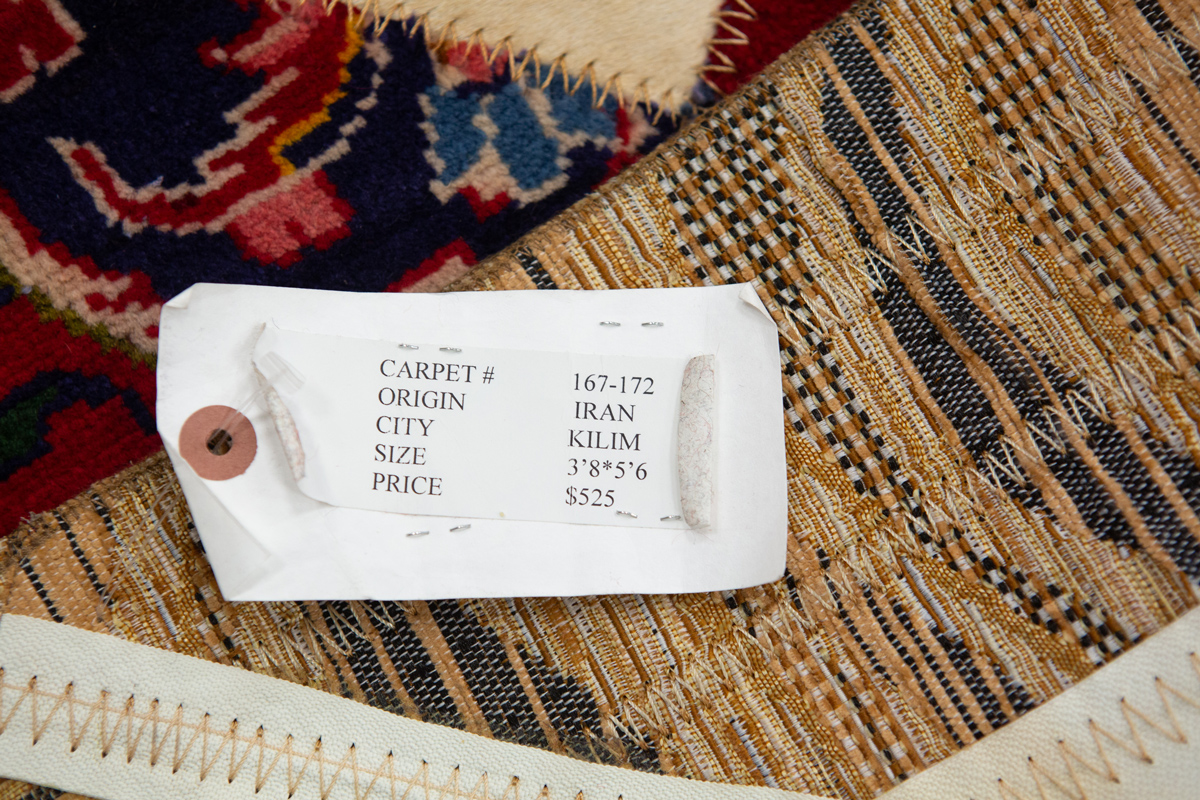 CARPET # 167-172
ORIGIN IRAN
CITY KILIM
SIZE 3’8*5’6
PRICE $525